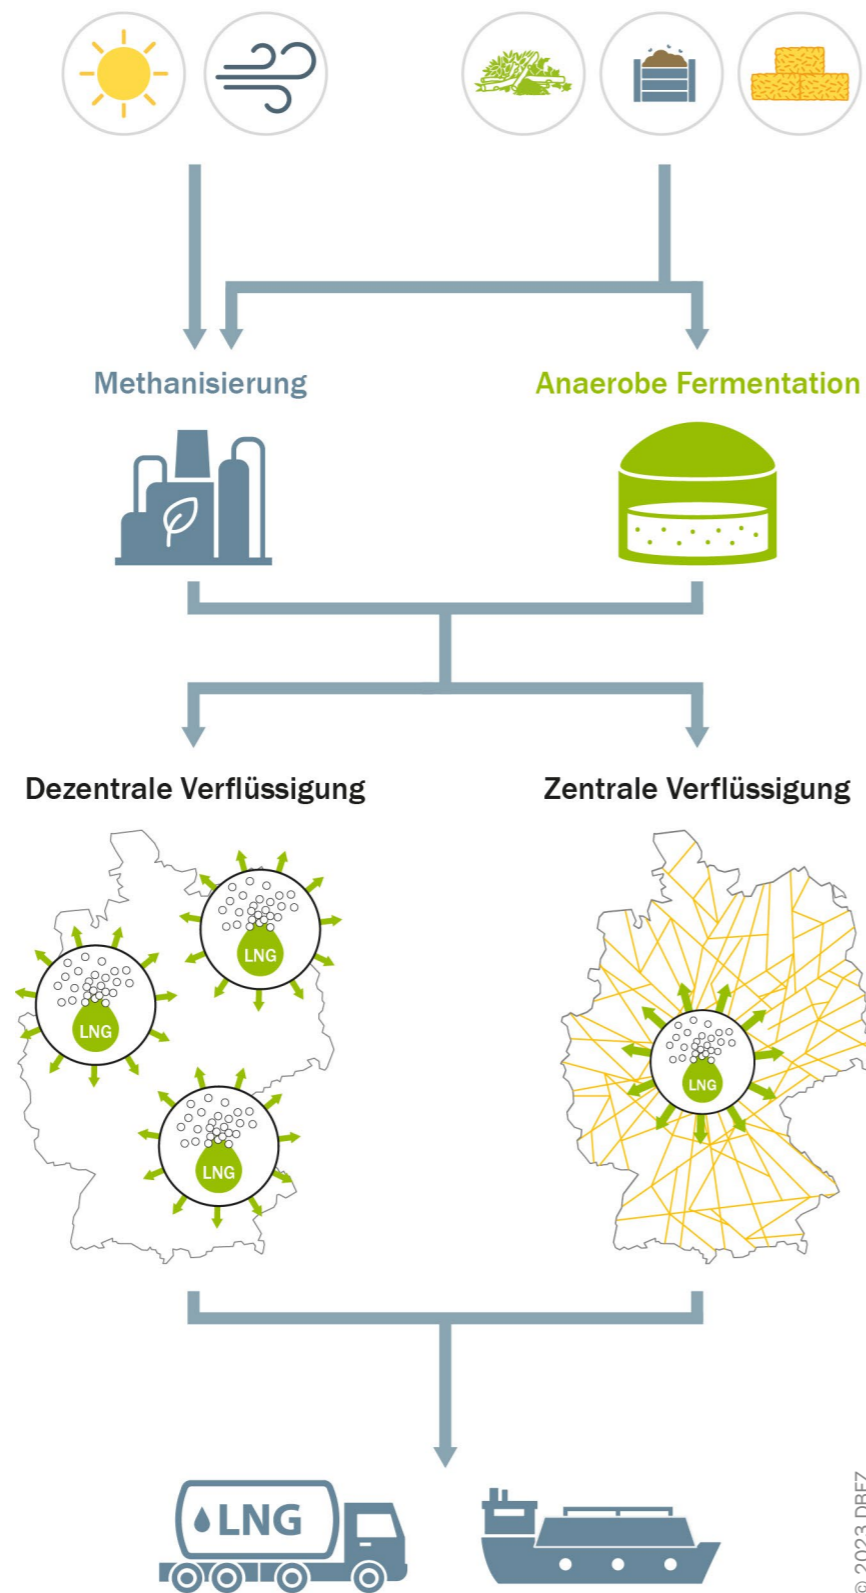 Methanisierung
Anaerobe Fermentation
Dezentrale Verflüssigung
Zentrale Verflüssigung
LNG
LNG
LNG
LNG
LNG
© 2023 DBFZ